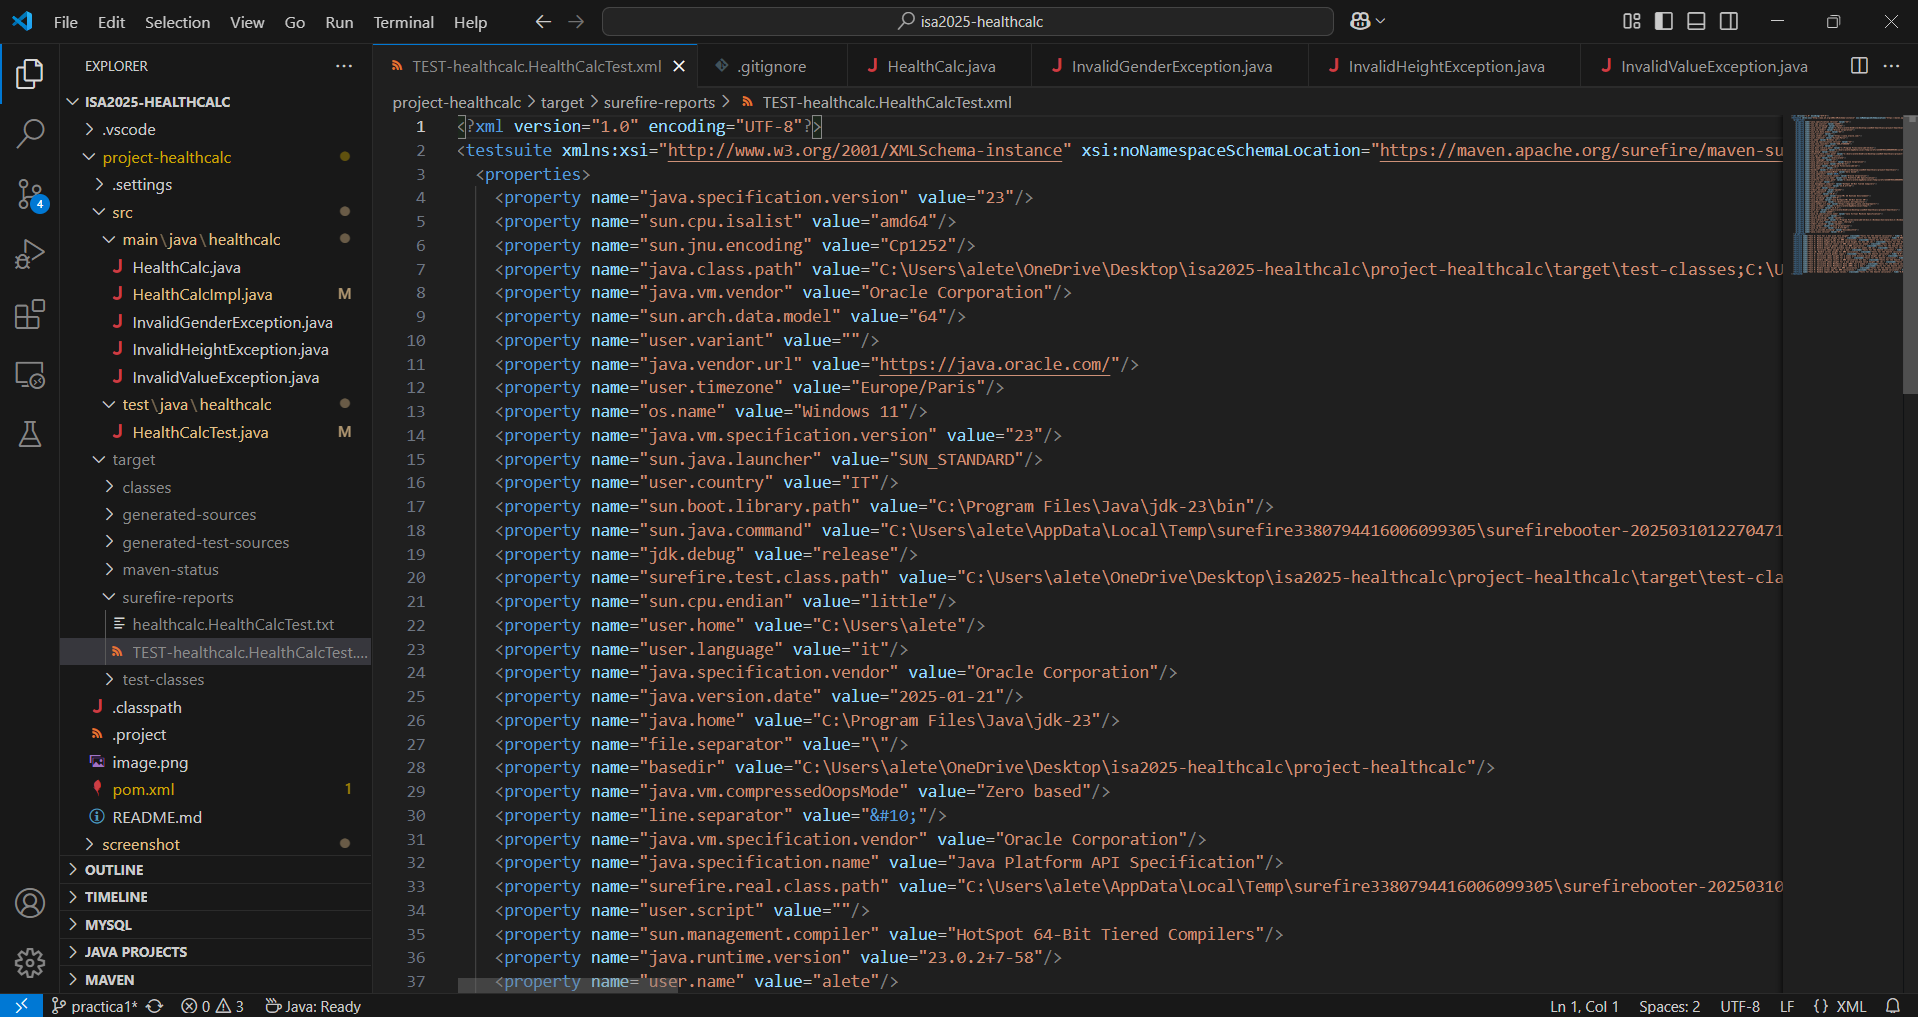 File Edit Selection View Go Run Terminal Help
isa2025-healthcalc
EXPLORER
ISA2025-HEALTHCALC
.vscode
project-healthcalc
.settings
src
main\java\healthcalc
HealthCalc.java
HealthCalcImpl.java M
InvalidGenderException.java
InvalidHeightException.java
InvalidValueException.java
test\java\healthcalc
HealthCalcTest.java M
target
classes
generated-sources
generated-test-sources
maven-status
surefire-reports
healthcalc.HealthCalcTest.txt
TEST-healthcalc.HealthCalcTest....
test-classes
.classpath
.project
image.png
pom.xml 1
README.md
screenshot
OUTLINE
TIMELINE
MYSQL
JAVA PROJECTS
MAVEN
4
TEST-healthcalc.HealthCalcTest.xml .gitignore HealthCalc.java InvalidGenderException.java InvalidHeightException.java InvalidValueException.java
project-healthcalc > target > surefire-reports > TEST-healthcalc.HealthCalcTest.xml
1 <?xml version="1.0" encoding="UTF-8"?>
2 <testsuite xmlns:xsi="http://www.w3.org/2001/XMLSchema-instance" xsi:noNamespaceSchemaLocation="https://maven.apache.org/surefire/maven-su
3 <properties>
4 <property name="java.specification.version" value="23"/>
5 <property name="sun.cpu.isalist" value="amd64"/>
6 <property name="sun.jnu.encoding" value="Cp1252"/>
7 <property name="java.class.path" value="C:\Users\alete\OneDrive\Desktop\isa2025-healthcalc\project-healthcalc\target\test-classes;C:\U
8 <property name="java.vm.vendor" value="Oracle Corporation"/>
9 <property name="sun.arch.data.model" value="64"/>
10 <property name="user.variant" value=""/>
11 <property name="java.vendor.url" value="https://java.oracle.com/"/>
12 <property name="user.timezone" value="Europe/Paris"/>
13 <property name="os.name" value="Windows 11"/>
14 <property name="java.vm.specification.version" value="23"/>
15 <property name="sun.java.launcher" value="SUN_STANDARD"/>
16 <property name="user.country" value="IT"/>
17 <property name="sun.boot.library.path" value="C:\Program Files\Java\jdk-23\bin"/>
18 <property name="sun.java.command" value="C:\Users\alete\AppData\Local\Temp\surefire3380794416006099305\surefirebooter-2025031012270471
19 <property name="jdk.debug" value="release"/>
20 <property name="surefire.test.class.path" value="C:\Users\alete\OneDrive\Desktop\isa2025-healthcalc\project-healthcalc\target\test-cla
21 <property name="sun.cpu.endian" value="little"/>
22 <property name="user.home" value="C:\Users\alete"/>
23 <property name="user.language" value="it"/>
24 <property name="java.specification.vendor" value="Oracle Corporation"/>
25 <property name="java.version.date" value="2025-01-21"/>
26 <property name="java.home" value="C:\Program Files\Java\jdk-23"/>
27 <property name="file.separator" value="\"/>
28 <property name="basedir" value="C:\Users\alete\OneDrive\Desktop\isa2025-healthcalc\project-healthcalc"/>
29 <property name="java.vm.compressedOopsMode" value="Zero based"/>
30 <property name="line.separator" value="&#10;"/>
31 <property name="java.vm.specification.vendor" value="Oracle Corporation"/>
32 <property name="java.specification.name" value="Java Platform API Specification"/>
33 <property name="surefire.real.class.path" value="C:\Users\alete\AppData\Local\Temp\surefire3380794416006099305\surefirebooter-20250310
34 <property name="user.script" value=""/>
35 <property name="sun.management.compiler" value="HotSpot 64-Bit Tiered Compilers"/>
36 <property name="java.runtime.version" value="23.0.2+7-58"/>
37 <property name="user.name" value="alete"/>
practica1* 0 3 Java: Ready Ln 1, Col 1 Spaces: 2 UTF-8 LF {} XML